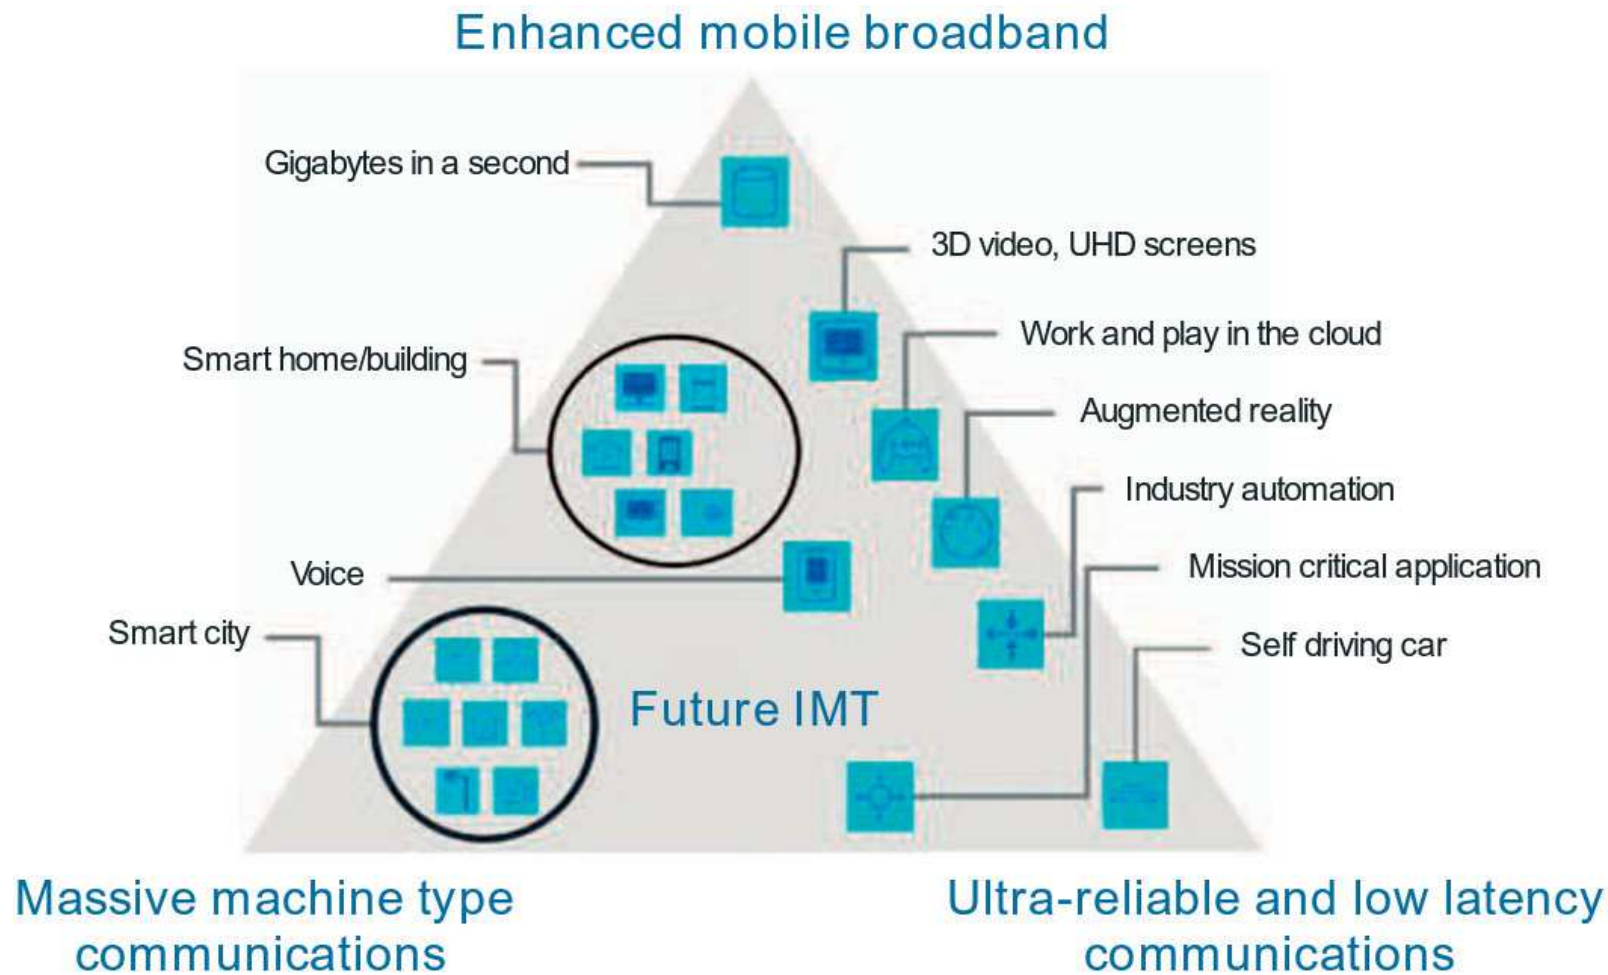 Enhanced mobile broadband
Gigabytes in a second
3D video, UHD screens
Work and play in the cloud
Smart home/building
Augmented reality
Industry automation
Mission critical application
Voice
Smart city
Self driving car
Future IMT
Massive machine type
communications
Ultra-reliable and low latency
communications